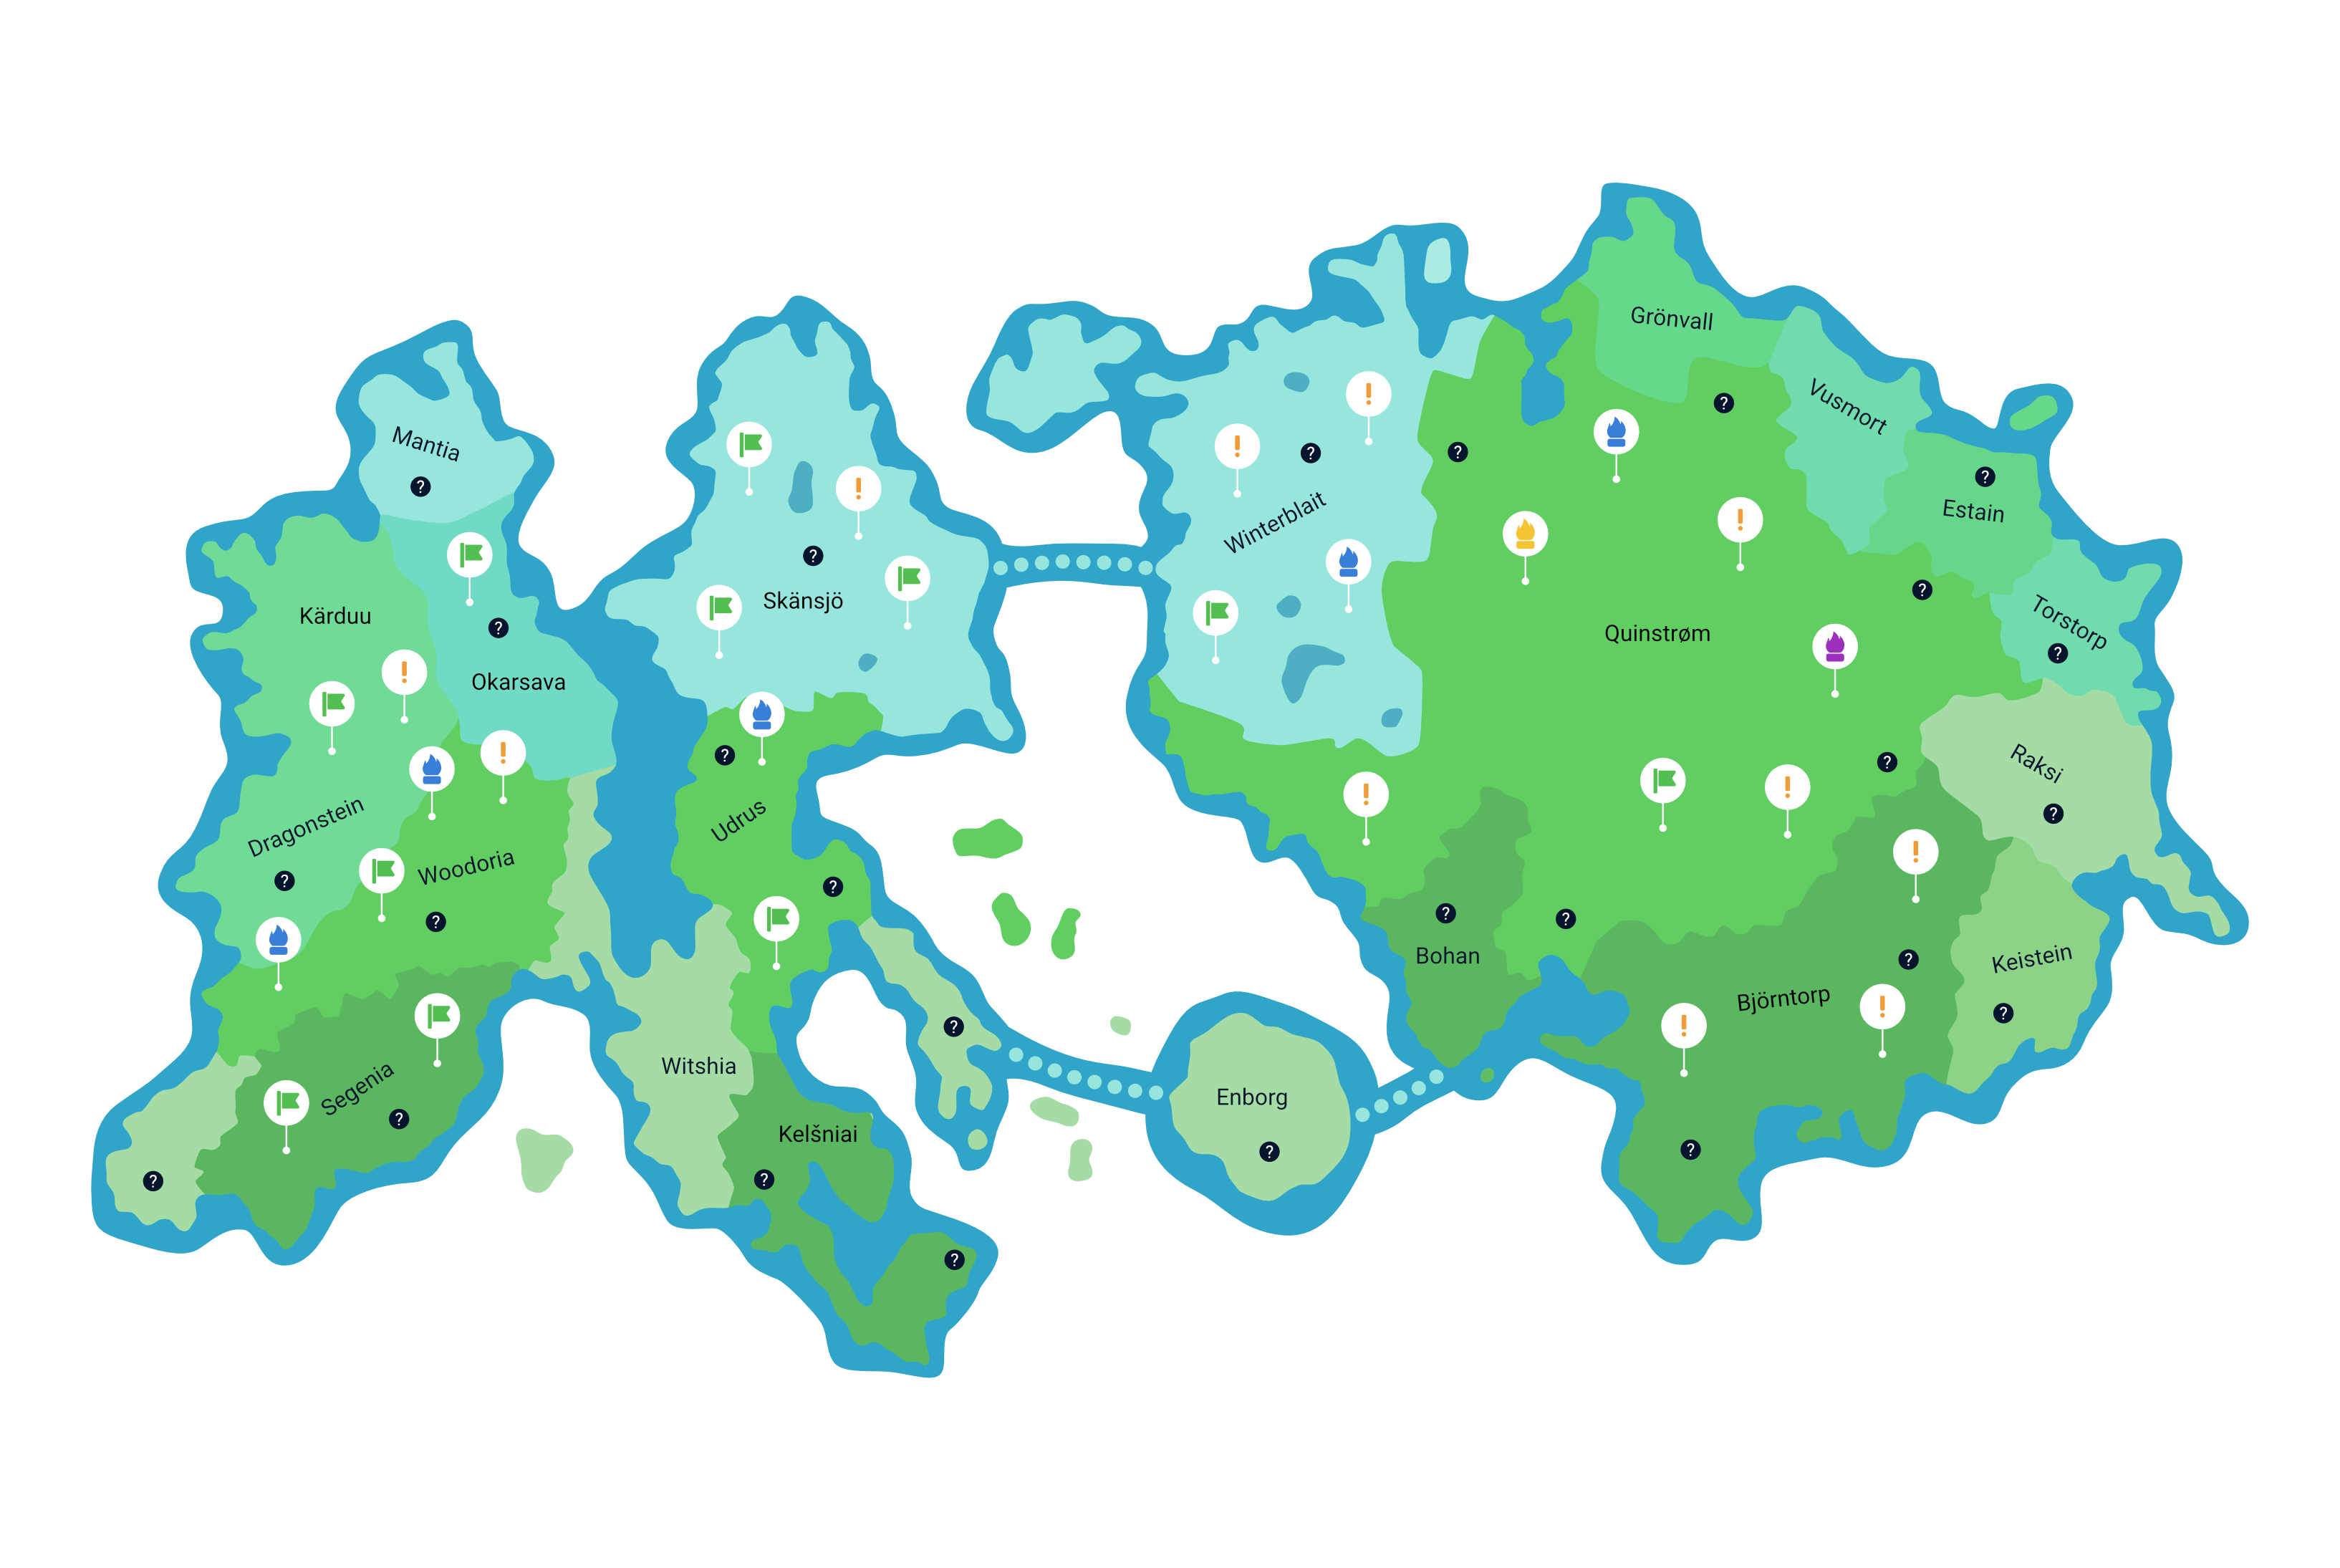 Grönvall
Vusmort
Mantia
Estain
Winterblait
Skänsjö
Kärduu
Torstorp
Quinstrøm
Okarsava
Raksi
Dragonstein
Udrus
Woodoria
Bohan
Keistein
Björntorp
Witshia
Segenia
Enborg
Kelšniai